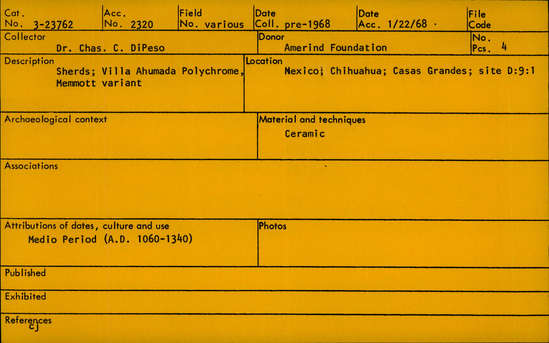 Cat. Acc. Field Date Date File
No. 3-23762 No. 2320 No. various Coll. pre-1968 Acc. 1/22/68 Code
Collector Donor No.
Dr. Chas. C. DiPeso Amerind Foundation Pcs. 4
Description Location
Sherds; Villa Ahumada Polychrome, Mexico; Chihuahua; Casas Grandes; site D:9:1
Memmott variant
Archaeological context Material and techniques
Ceramic
Associations
Attributions of dates, culture and use Photos
Medio Period (A.D. 1060-1340)
Published
Exhibited
References
cj